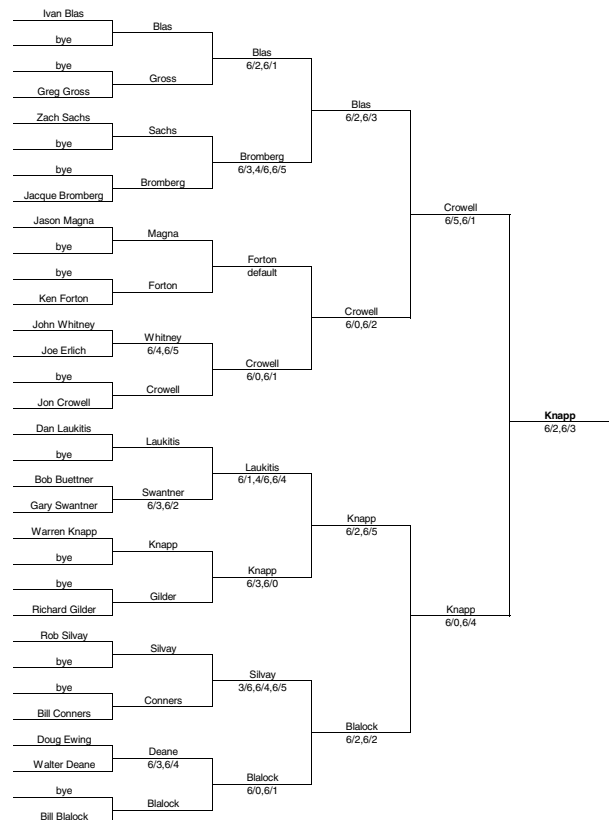 Ivan Blas
bye
bye
Greg Gross
Zach Sachs
bye
bye
Jacque Bromberg
Jason Magna
bye
bye
Ken Forton
John Whitney
Joe Erlich
bye
Jon Crowell
Dan Laukitis
bye
Bob Buettner
Gary Swantner
Warren Knapp
bye
bye
Richard Gilder
Rob Silvay
bye
bye
Bill Conners
Doug Ewing
Walter Deane
bye
Bill Blalock
Blas
Gross
Sachs
Bromberg
Magna
Forton
Whitney
6/4,6/5
Crowell
Laukitis
Swantner
6/3,6/2
Knapp
Gilder
Silvay
Conners
Deane
6/3,6/4
Blalock
Blas
6/2,6/1
Bromberg
6/3,4/6,6/5
Forton
default
Crowell
6/0,6/1
Laukitis
6/1,4/6,6/4
Knapp
6/3,6/0
Silvay
3/6,6/4,6/5
Blalock
6/0,6/1
Blas
6/2,6/3
Crowell
6/0,6/2
Knapp
6/2,6/5
Blalock
6/2,6/2
Crowell
6/5,6/1
Knapp
6/0,6/4
Knapp
6/2,6/3